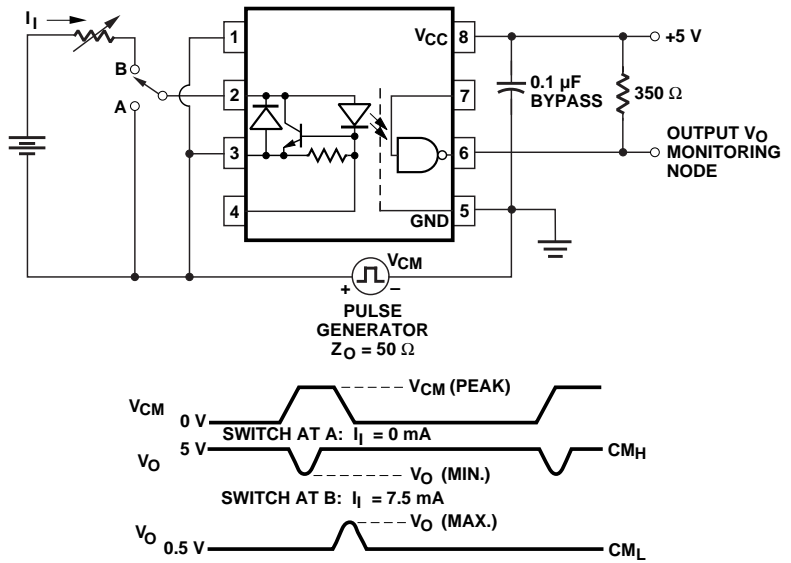 I_I
B
A
1
2
3
4
V_CC 8
7
6
GND 5
+5 V
0.1 µF
BYPASS
350 Ω
OUTPUT V_O
MONITORING
NODE
V_CM
+ –
PULSE
GENERATOR
Z_O = 50 Ω
V_CM (PEAK)
V_CM
0 V
SWITCH AT A: I_I = 0 mA
V_O 5 V
CM_H
V_O (MIN.)
SWITCH AT B: I_I = 7.5 mA
V_O (MAX.)
V_O 0.5 V
CM_L